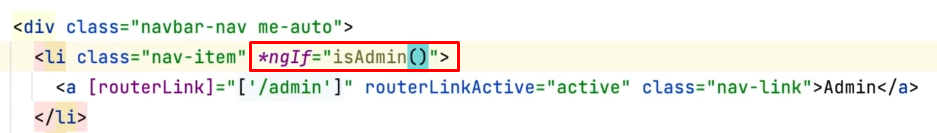 <div class="navbar-nav me-auto">
<li class="nav-item" *ngIf="isAdmin()">
<a [routerLink]="['/admin']" routerLinkActive="active" class="nav-link">Admin</a>
</li>